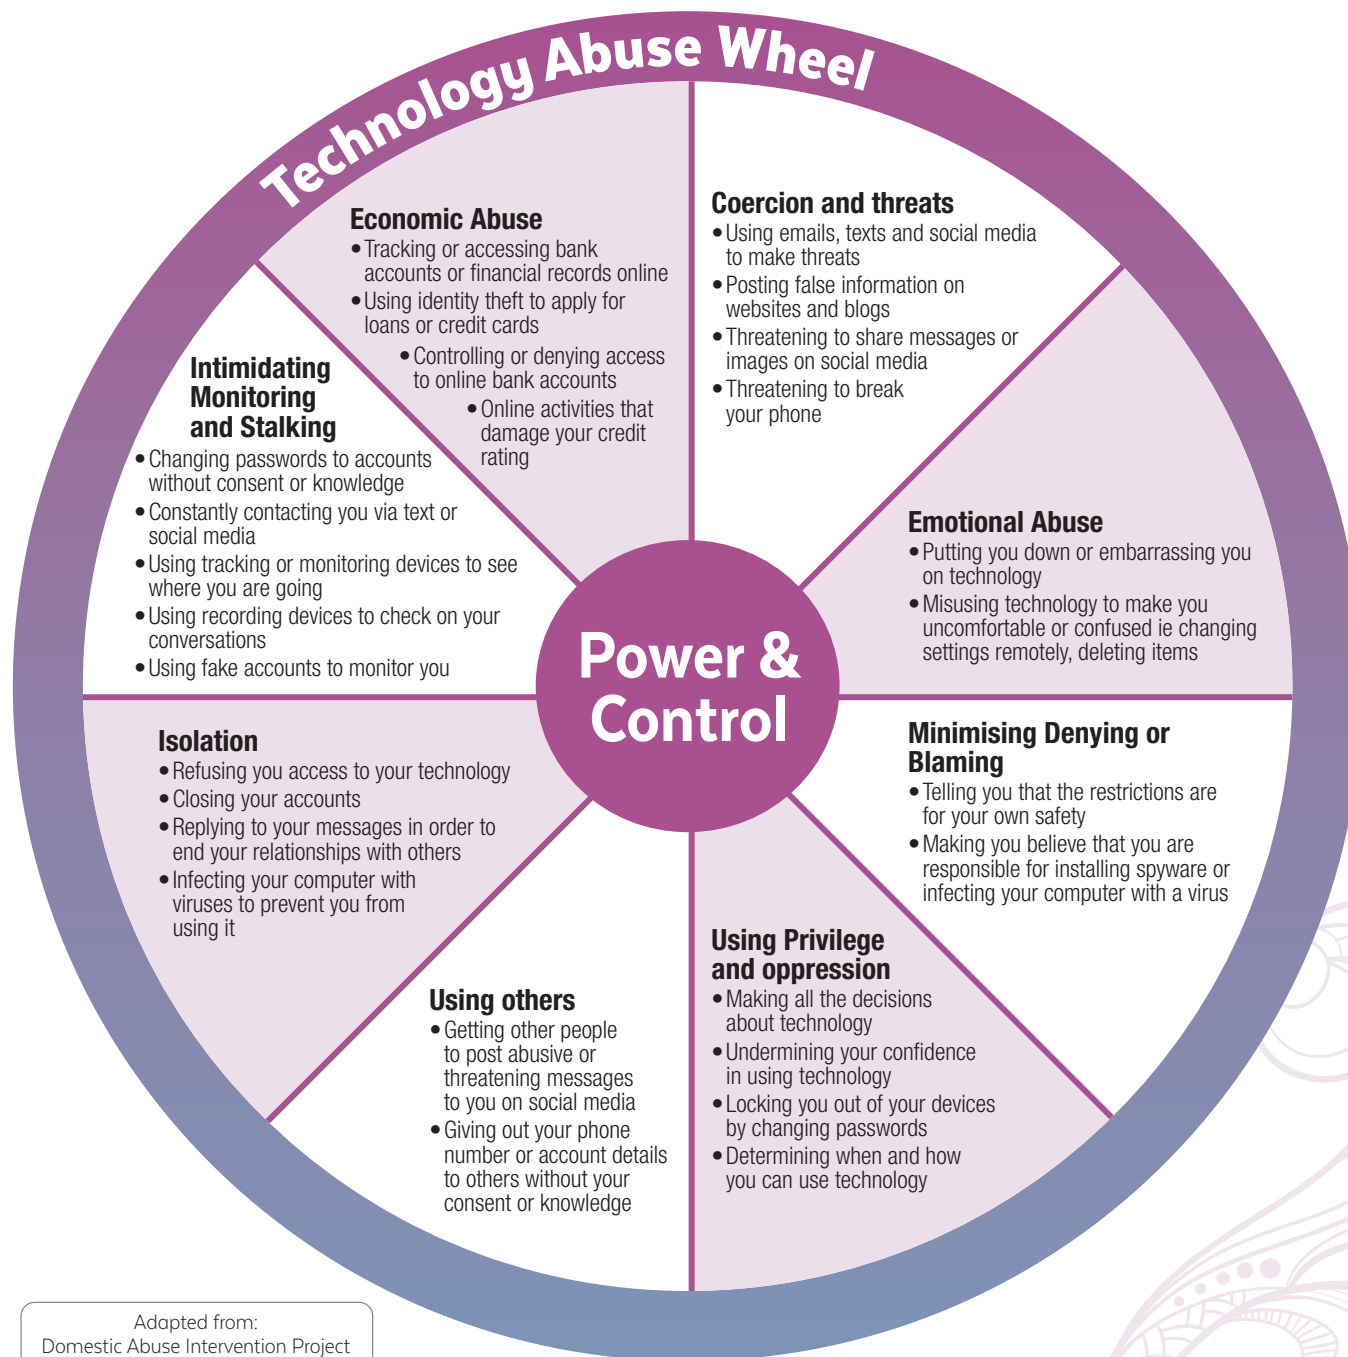 Technology Abuse Wheel
Economic Abuse
• Tracking or accessing bank
accounts or financial records online
• Using identity theft to apply for
loans or credit cards
• Controlling or denying access
to online bank accounts
• Online activities that
damage your credit
rating
Coercion and threats
• Using emails, texts and social media
to make threats
• Posting false information on
websites and blogs
• Threatening to share messages or
images on social media
• Threatening to break
your phone
Intimidating
Monitoring
and Stalking
• Changing passwords to accounts
without consent or knowledge
• Constantly contacting you via text or
social media
• Using tracking or monitoring devices to see
where you are going
• Using recording devices to check on your
conversations
• Using fake accounts to monitor you
Emotional Abuse
• Putting you down or embarrassing you
on technology
• Misusing technology to make you
uncomfortable or confused ie changing
settings remotely, deleting items
Power &
Control
Isolation
• Refusing you access to your technology
• Closing your accounts
• Replying to your messages in order to
end your relationships with others
• Infecting your computer with
viruses to prevent you from
using it
Minimising Denying or
Blaming
• Telling you that the restrictions are
for your own safety
• Making you believe that you are
responsible for installing spyware or
infecting your computer with a virus
Using others
• Getting other people
to post abusive or
threatening messages
to you on social media
• Giving out your phone
number or account details
to others without your
consent or knowledge
Using Privilege
and oppression
• Making all the decisions
about technology
• Undermining your confidence
in using technology
• Locking you out of your devices
by changing passwords
• Determining when and how
you can use technology
Adapted from:
Domestic Abuse Intervention Project